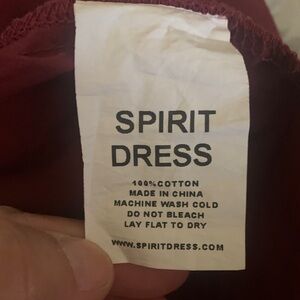 SPIRIT
DRESS
100%COTTON
MADE IN CHINA
MACHINE WASH COLD
DO NOT BLEACH
LAY FLAT TO DRY
WWW.SPIRITDRESS.COM